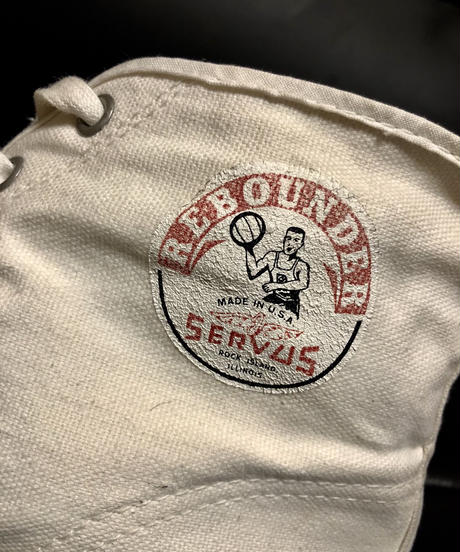 REBOUNDER
MADE IN U.S.A.
SERVUS
ROCK ISLAND
ILLINOIS